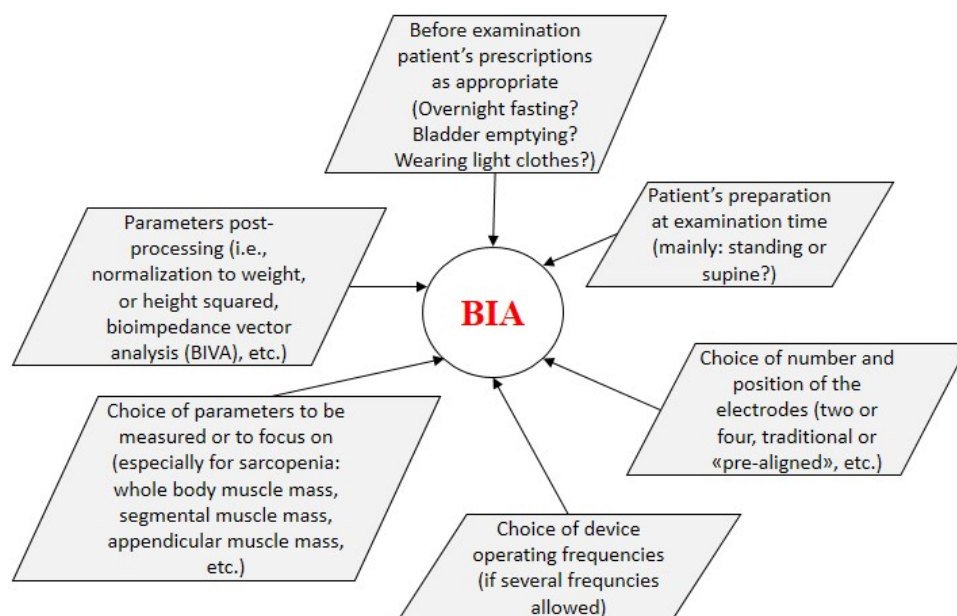 Before examination
patient’s prescriptions
as appropriate
(Overnight fasting?
Bladder emptying?
Wearing light clothes?)
Patient’s preparation
at examination time
(mainly: standing or
supine?)
Parameters post-
processing (i.e.,
normalization to weight,
or height squared,
bioimpedance vector
analysis (BIVA), etc.)
BIA
Choice of number and
position of the
electrodes (two or
four, traditional or
«pre-aligned», etc.)
Choice of parameters to be
measured or to focus on
(especially for sarcopenia:
whole body muscle mass,
segmental muscle mass,
appendicular muscle mass,
etc.)
Choice of device
operating frequencies
(if several frequncies
allowed)